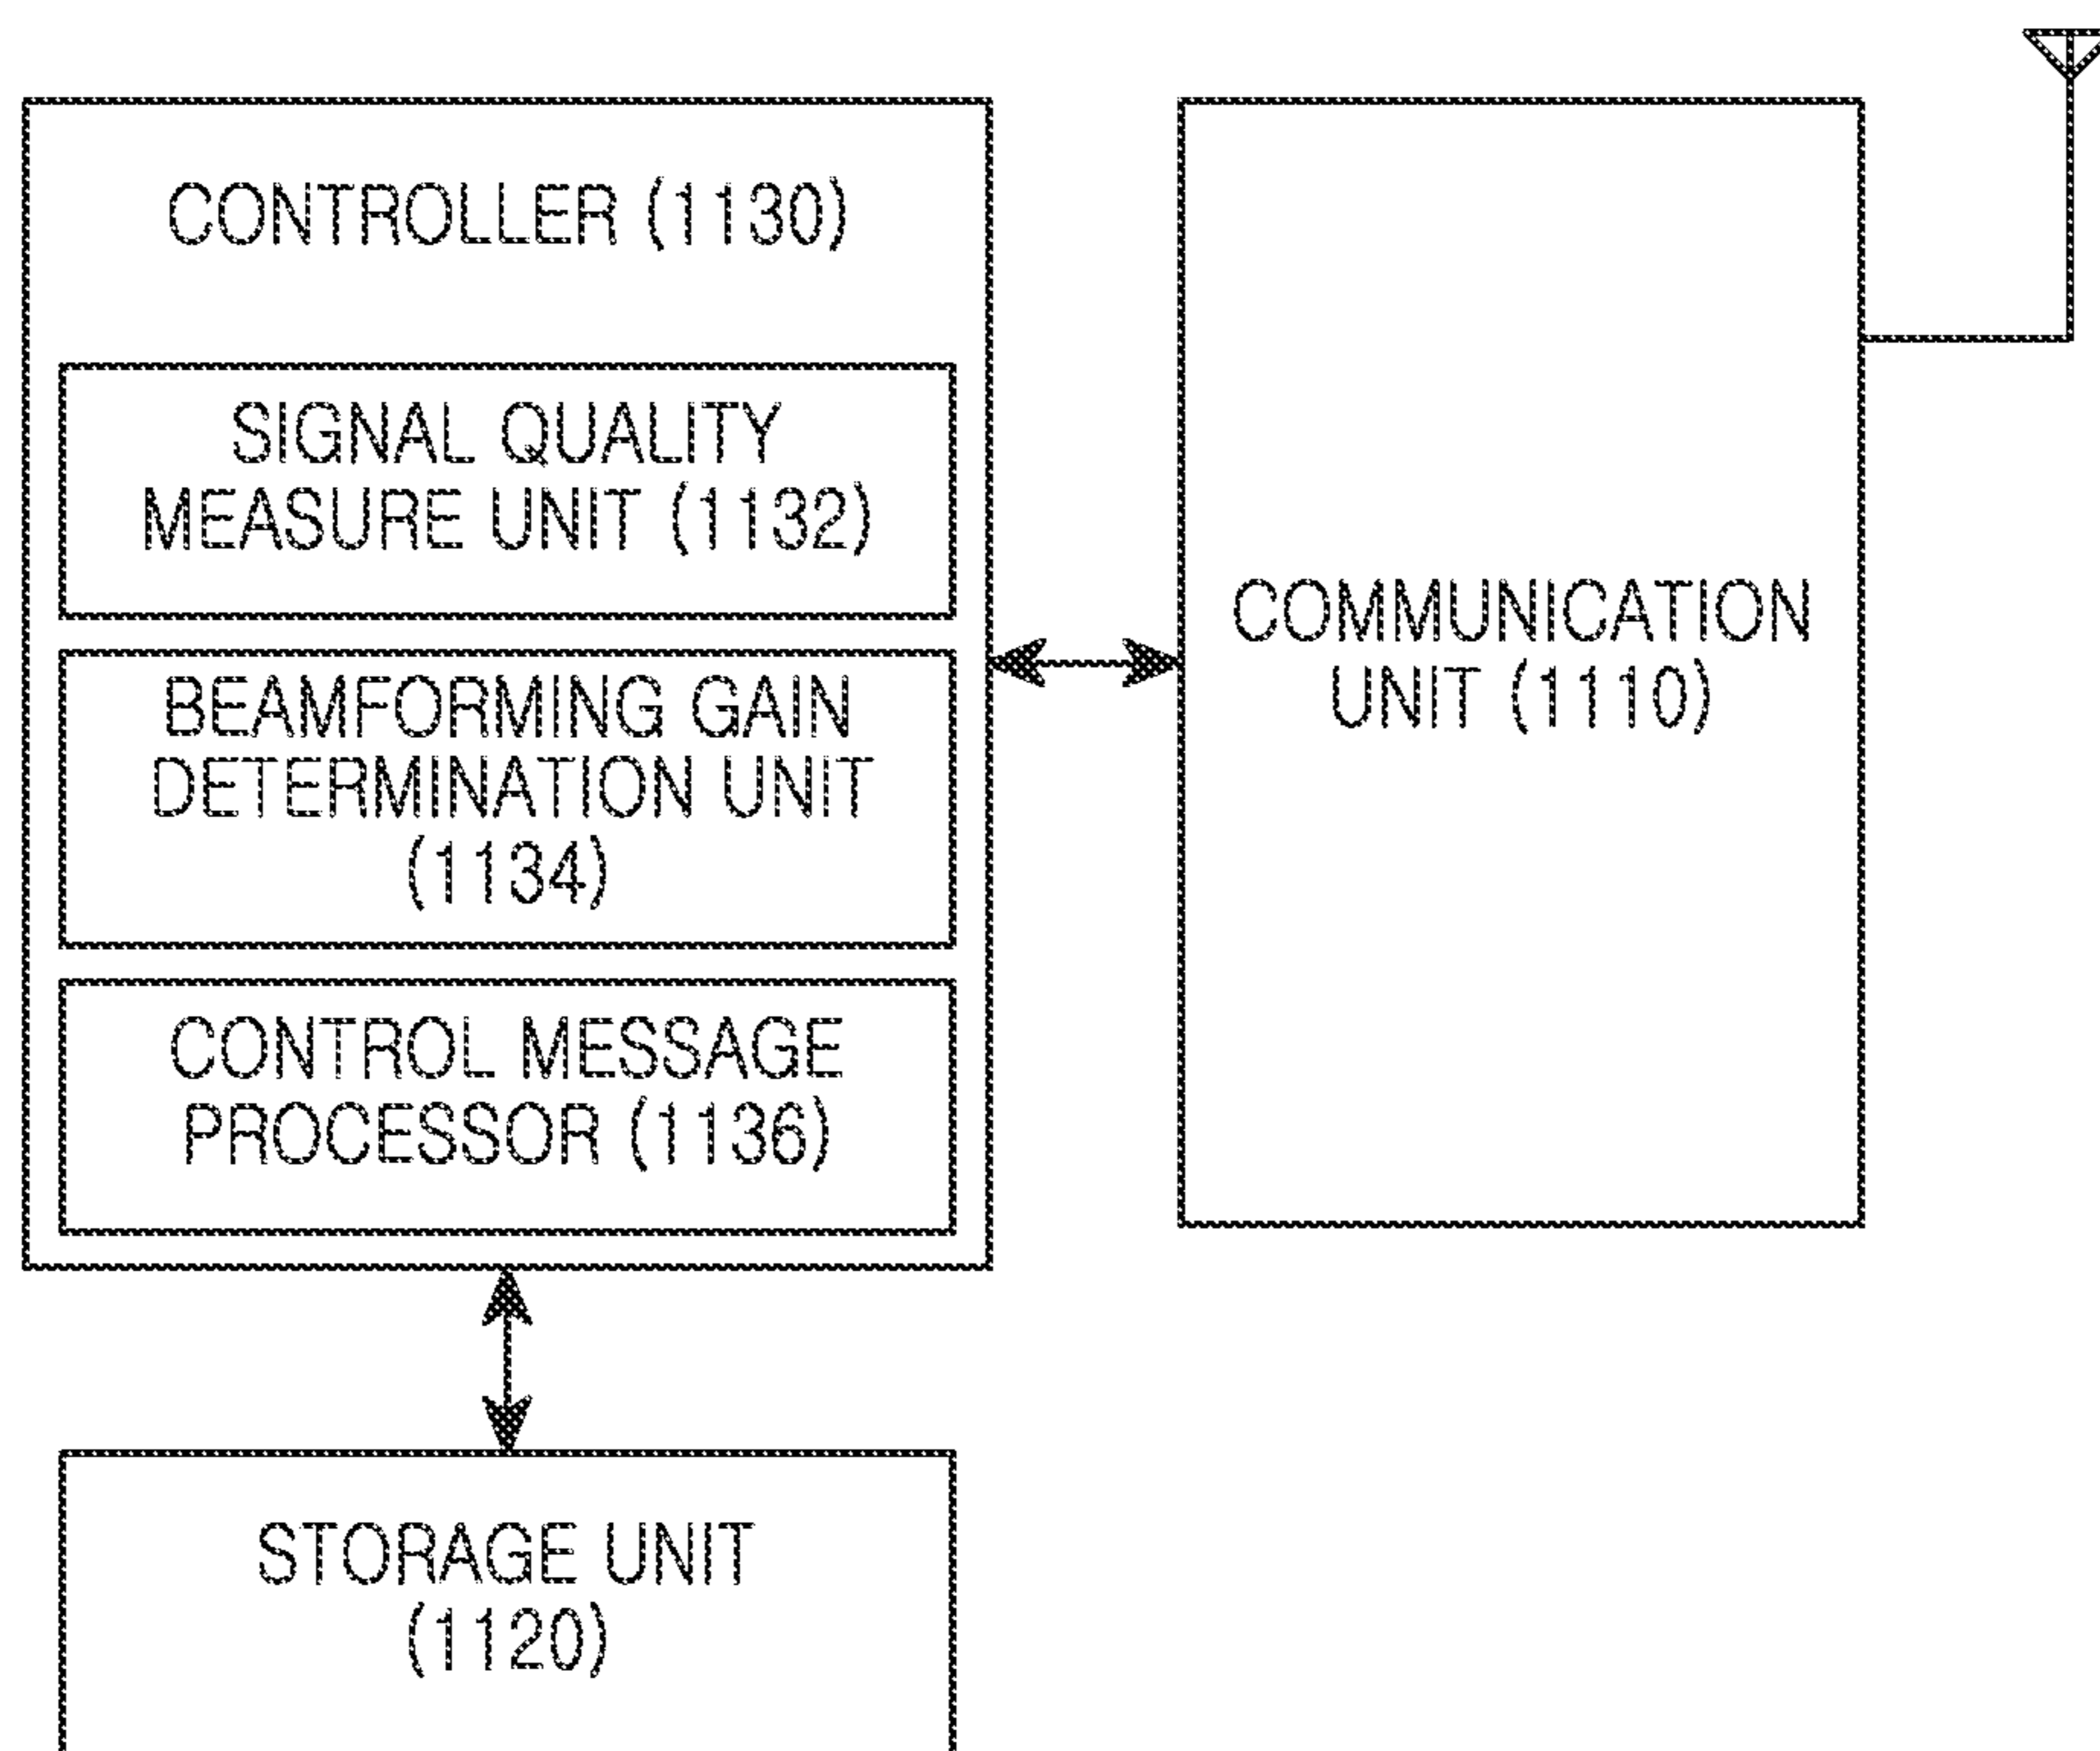 CONTROLLER (1130)
SIGNAL QUALITY
MEASURE UNIT (1132)
BEAMFORMING GAIN
DETERMINATION UNIT
(1134)
CONTROL MESSAGE
PROCESSOR (1136)
COMMUNICATION
UNIT (1110)
STORAGE UNIT
(1120)